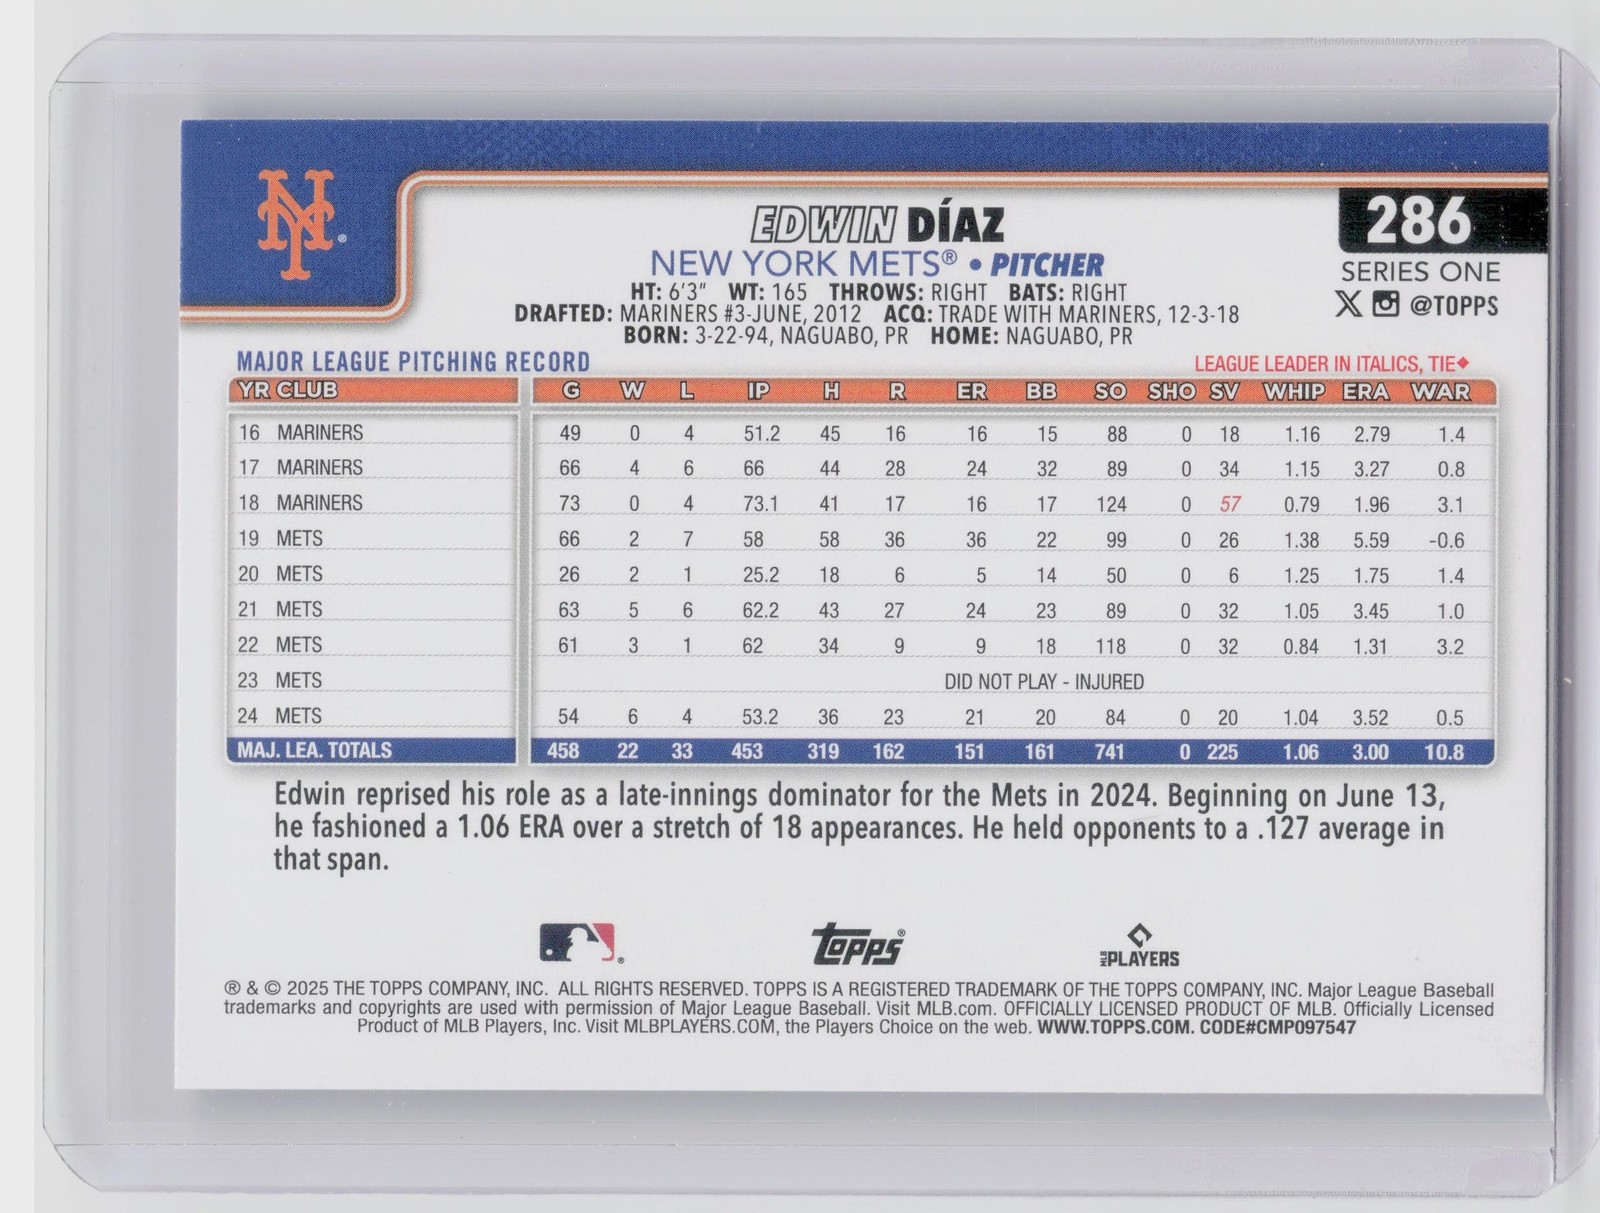 NY
EDWIN DÍAZ
286
NEW YORK METS® • PITCHER
SERIES ONE
HT: 6'3" WT: 165 THROWS: RIGHT BATS: RIGHT
@TOPPS
DRAFTED: MARINERS #3-JUNE, 2012 ACQ: TRADE WITH MARINERS, 12-3-18
BORN: 3-22-94, NAGUABO, PR HOME: NAGUABO, PR
MAJOR LEAGUE PITCHING RECORD
LEAGUE LEADER IN ITALICS, TIE◆
YR CLUB G W L IP H R ER BB SO SHO SV WHIP ERA WAR
16 MARINERS 49 0 4 51.2 45 16 16 15 88 0 18 1.16 2.79 1.4
17 MARINERS 66 4 6 66 44 28 24 32 89 0 34 1.15 3.27 0.8
18 MARINERS 73 0 4 73.1 41 17 16 17 124 0 57 0.79 1.96 3.1
19 METS 66 2 7 58 58 36 36 22 99 0 26 1.38 5.59 -0.6
20 METS 26 2 1 25.2 18 6 5 14 50 0 6 1.25 1.75 1.4
21 METS 63 5 6 62.2 43 27 24 23 89 0 32 1.05 3.45 1.0
22 METS 61 3 1 62 34 9 9 18 118 0 32 0.84 1.31 3.2
23 METS DID NOT PLAY - INJURED
24 METS 54 6 4 53.2 36 23 21 20 84 0 20 1.04 3.52 0.5
MAJ. LEA. TOTALS 458 22 33 453 319 162 151 161 741 0 225 1.06 3.00 10.8
Edwin reprised his role as a late-innings dominator for the Mets in 2024. Beginning on June 13,
he fashioned a 1.06 ERA over a stretch of 18 appearances. He held opponents to a .127 average in
that span.
Topps®
MLB PLAYERS
® & © 2025 THE TOPPS COMPANY, INC. ALL RIGHTS RESERVED. TOPPS IS A REGISTERED TRADEMARK OF THE TOPPS COMPANY, INC. Major League Baseball
trademarks and copyrights are used with permission of Major League Baseball. Visit MLB.com. OFFICIALLY LICENSED PRODUCT OF MLB. Officially Licensed
Product of MLB Players, Inc. Visit MLBPLAYERS.COM, the Players Choice on the web. WWW.TOPPS.COM. CODE#CMP097547